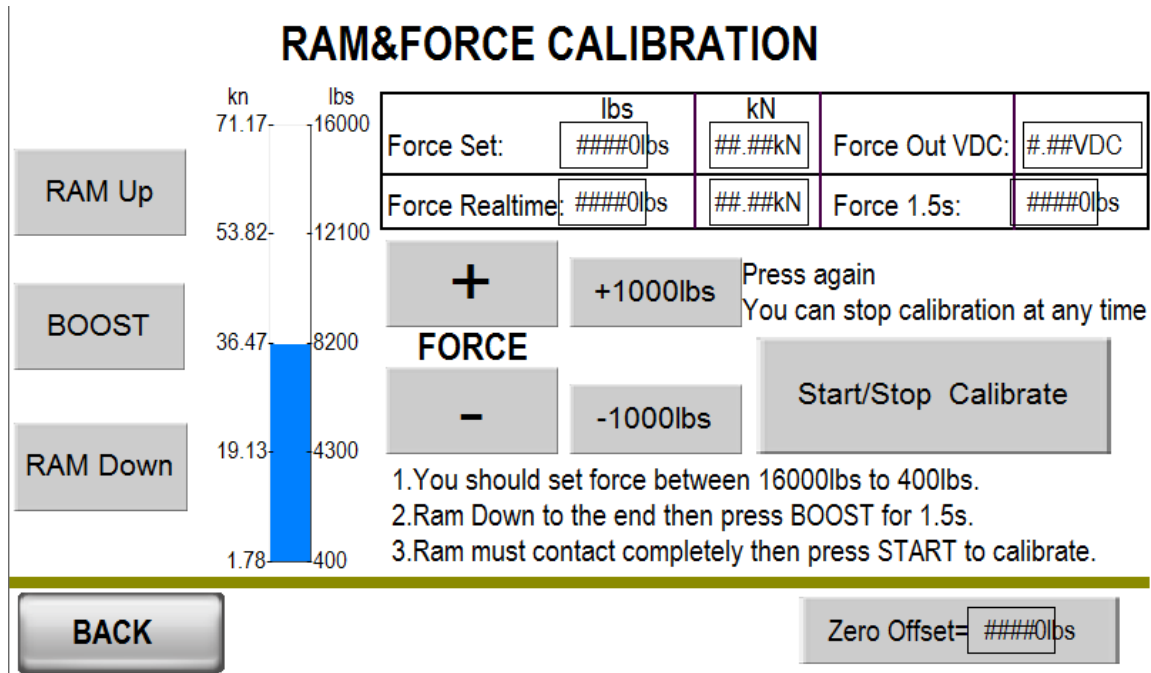 RAM&FORCE CALIBRATION
kn lbs
71.17- -16000
53.82- -12100
36.47- -8200
19.13- -4300
1.78- -400
RAM Up
BOOST
RAM Down
lbs kN
Force Set: ####0lbs ##.##kN Force Out VDC: #.##VDC
Force Realtime: ####0lbs ##.##kN Force 1.5s: ####0lbs
+ +1000lbs
Press again
You can stop calibration at any time
FORCE
- -1000lbs
Start/Stop Calibrate
1.You should set force between 16000lbs to 400lbs.
2.Ram Down to the end then press BOOST for 1.5s.
3.Ram must contact completely then press START to calibrate.
BACK
Zero Offset= ####0lbs